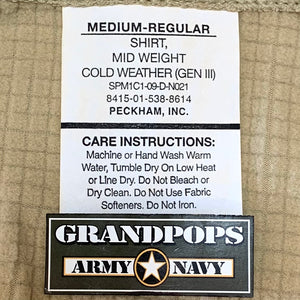 MEDIUM-REGULAR
SHIRT,
MID WEIGHT
COLD WEATHER (GEN III)
SPM1C1-09-D-N021
8415-01-538-8614
PECKHAM, INC.
CARE INSTRUCTIONS:
Machine or Hand Wash Warm
Water, Tumble Dry On Low Heat
or Line Dry. Do Not Bleach or
Dry Clean. Do Not Use Fabric
Softeners. Do Not Iron.
GRANDPOPS
ARMY NAVY